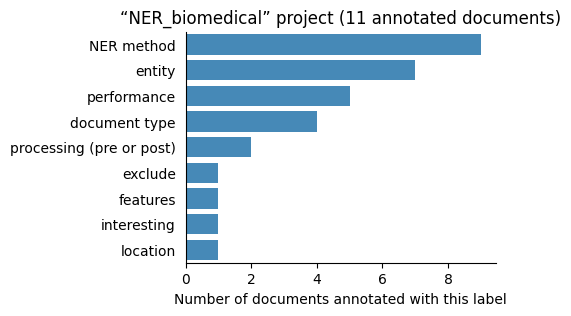 “NER_biomedical” project (11 annotated documents)
NER method
entity
performance
document type
processing (pre or post)
exclude
features
interesting
location
0 2 4 6 8
Number of documents annotated with this label